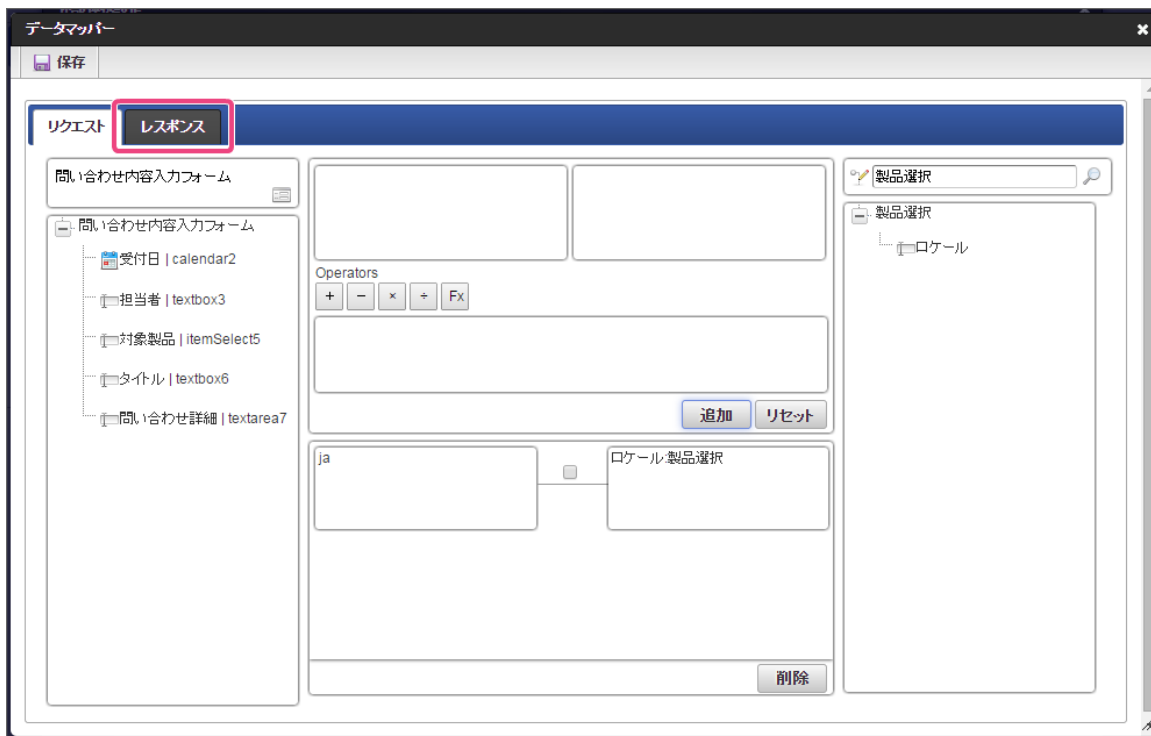 データマッパー
保存
リクエスト
レスポンス
問い合わせ内容入力フォーム
問い合わせ内容入力フォーム
受付日 | calendar2
担当者 | textbox3
対象製品 | itemSelect5
タイトル | textbox6
問い合わせ詳細 | textarea7
Operators
+ − × ÷ Fx
追加 リセット
ja
ロケール:製品選択
削除
製品選択
製品選択
ロケール